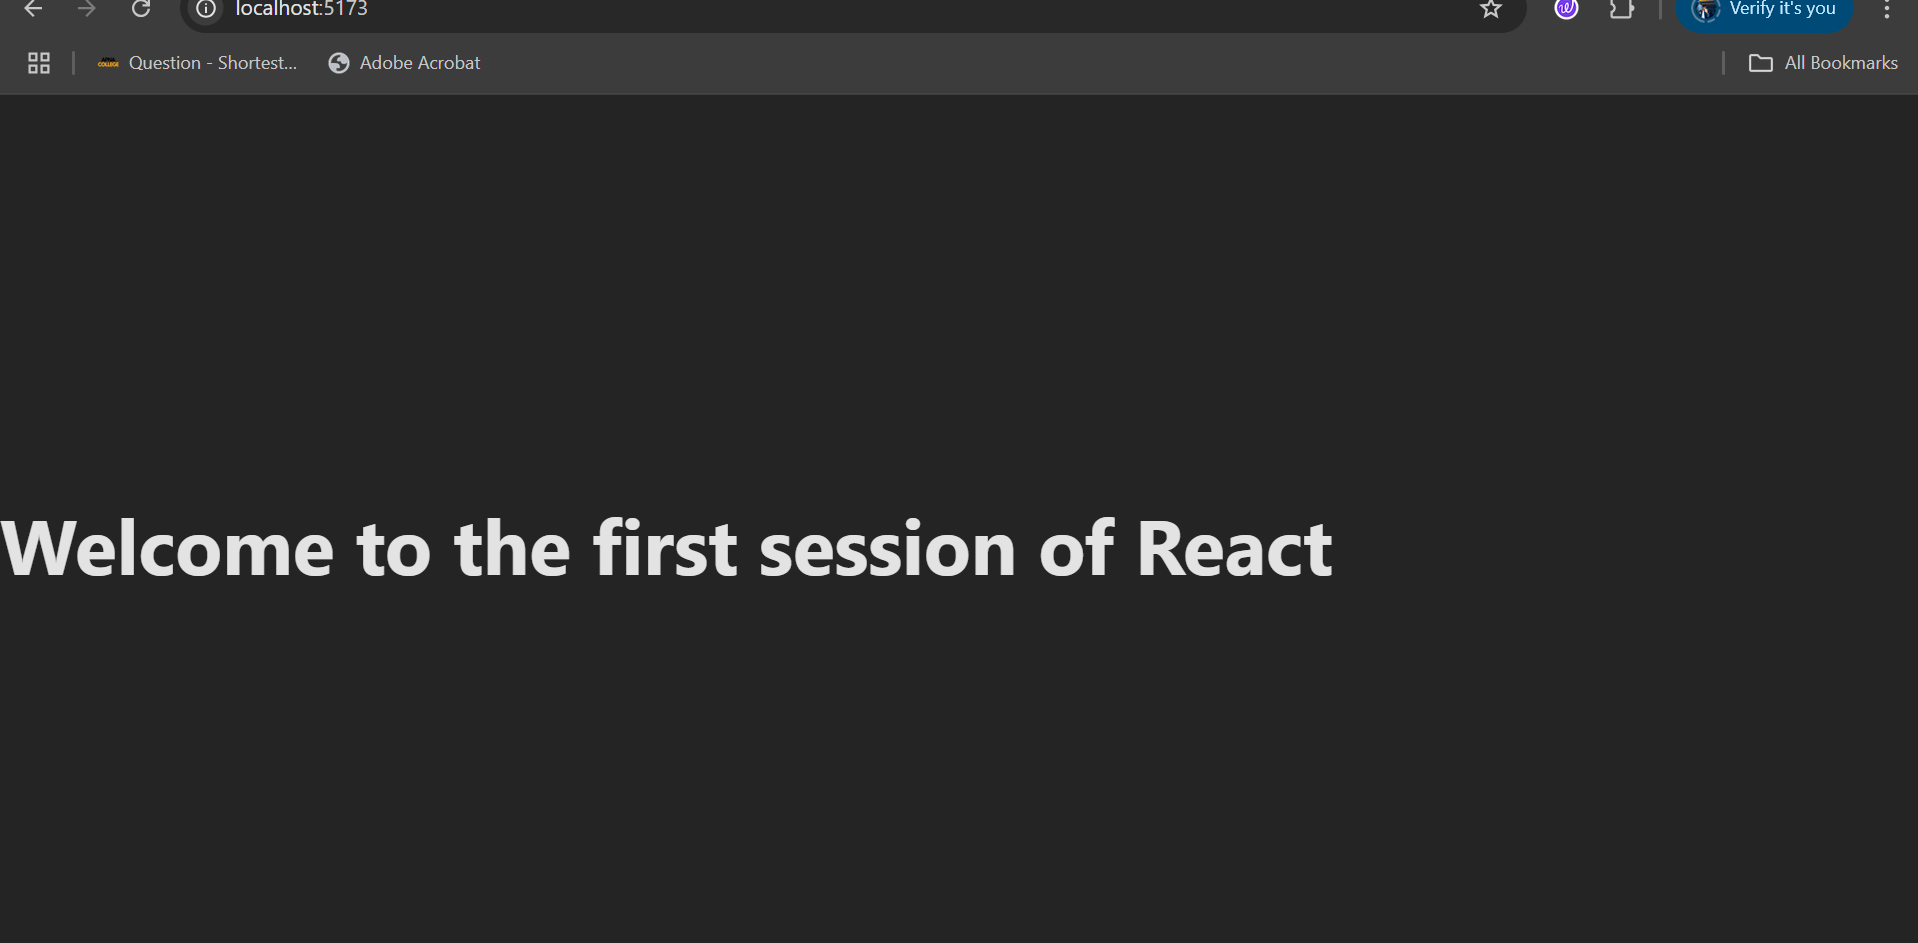 localhost:5173
Verify it's you
Question - Shortest...
Adobe Acrobat
All Bookmarks
Welcome to the first session of React